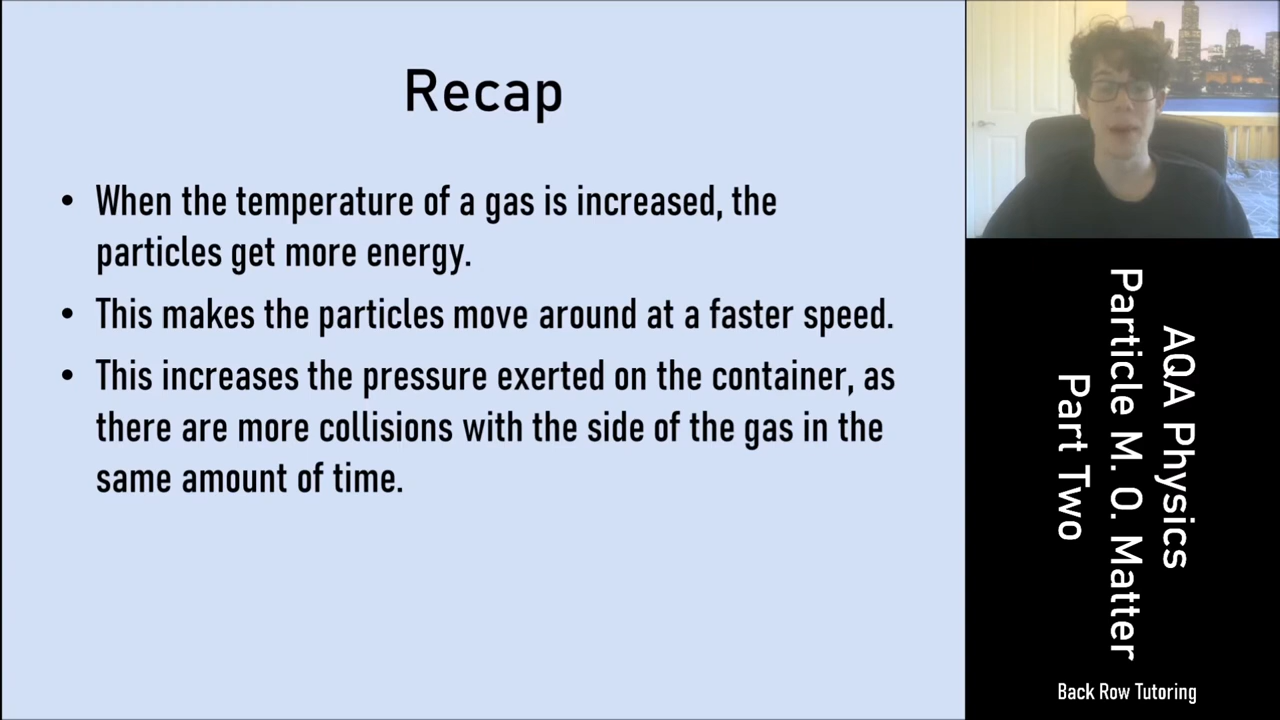 Recap
• When the temperature of a gas is increased, the
particles get more energy.
• This makes the particles move around at a faster speed.
• This increases the pressure exerted on the container, as
there are more collisions with the side of the gas in the
same amount of time.
AQA Physics
Particle M. O. Matter
Part Two
Back Row Tutoring